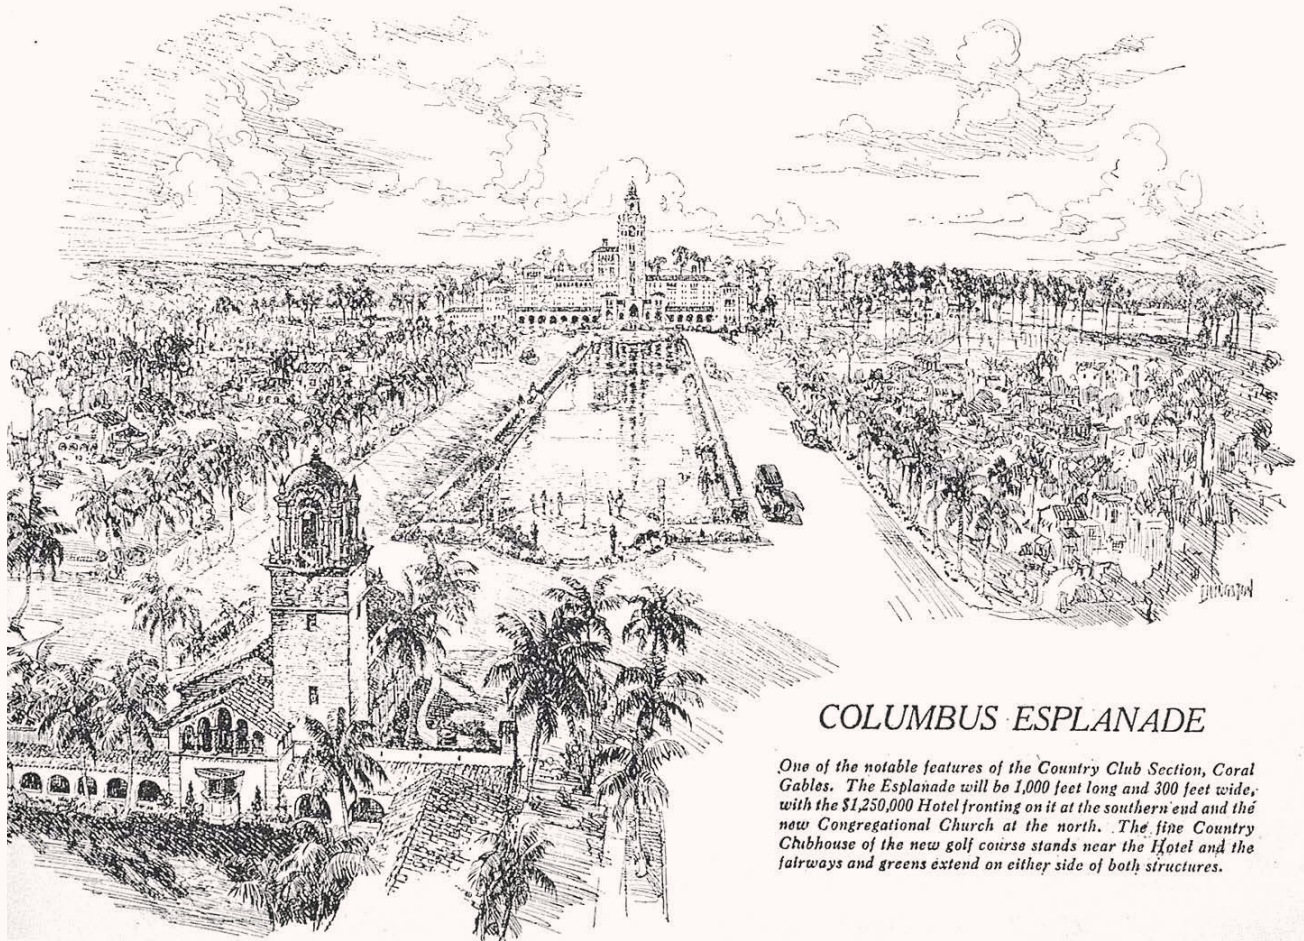 LIVINGSTON
COLUMBUS ESPLANADE
One of the notable features of the Country Club Section, Coral
Gables. The Esplanade will be 1,000 feet long and 300 feet wide,
with the $1,250,000 Hotel fronting on it at the southern end and the
new Congregational Church at the north. The fine Country
Clubhouse of the new golf course stands near the Hotel and the
fairways and greens extend on either side of both structures.